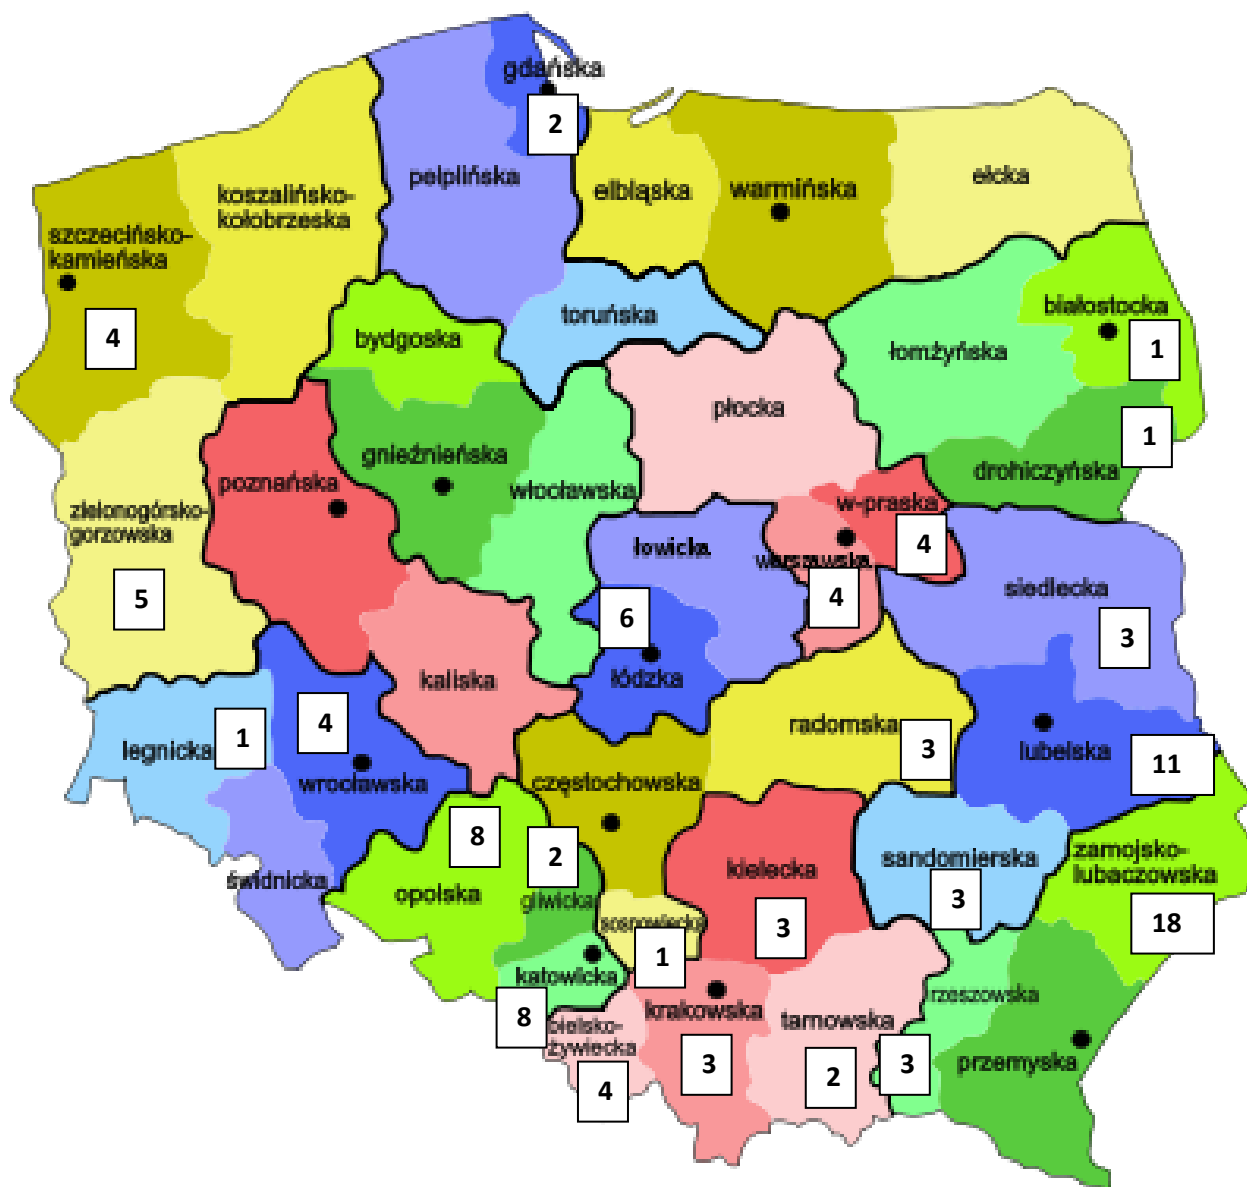 gdańska
2
pelplińska
elbląska
warmińska
ełcka
koszalińsko-
kołobrzeska
szczecińsko-
kamieńska
4
białostocka
1
toruńska
bydgoska
łomżyńska
płocka
1
drohiczyńska
gnieźnieńska
poznańska
włocławska
w-praska
4
zielonogórsko-
gorzowska
5
łowicka
warszawska
4
siedlecka
3
6
łódzka
kaliska
radomska
3
lubelska
11
legnicka
1
4
wrocławska
częstochowska
8
2
opolska
gliwicka
kielecka
3
sandomierska
3
zamojsko-
lubaczowska
18
świdnicka
sosnowiecka
1
katowicka
8
bielsko-
żywiecka
4
krakowska
3
tarnowska
2
rzeszowska
3
przemyska